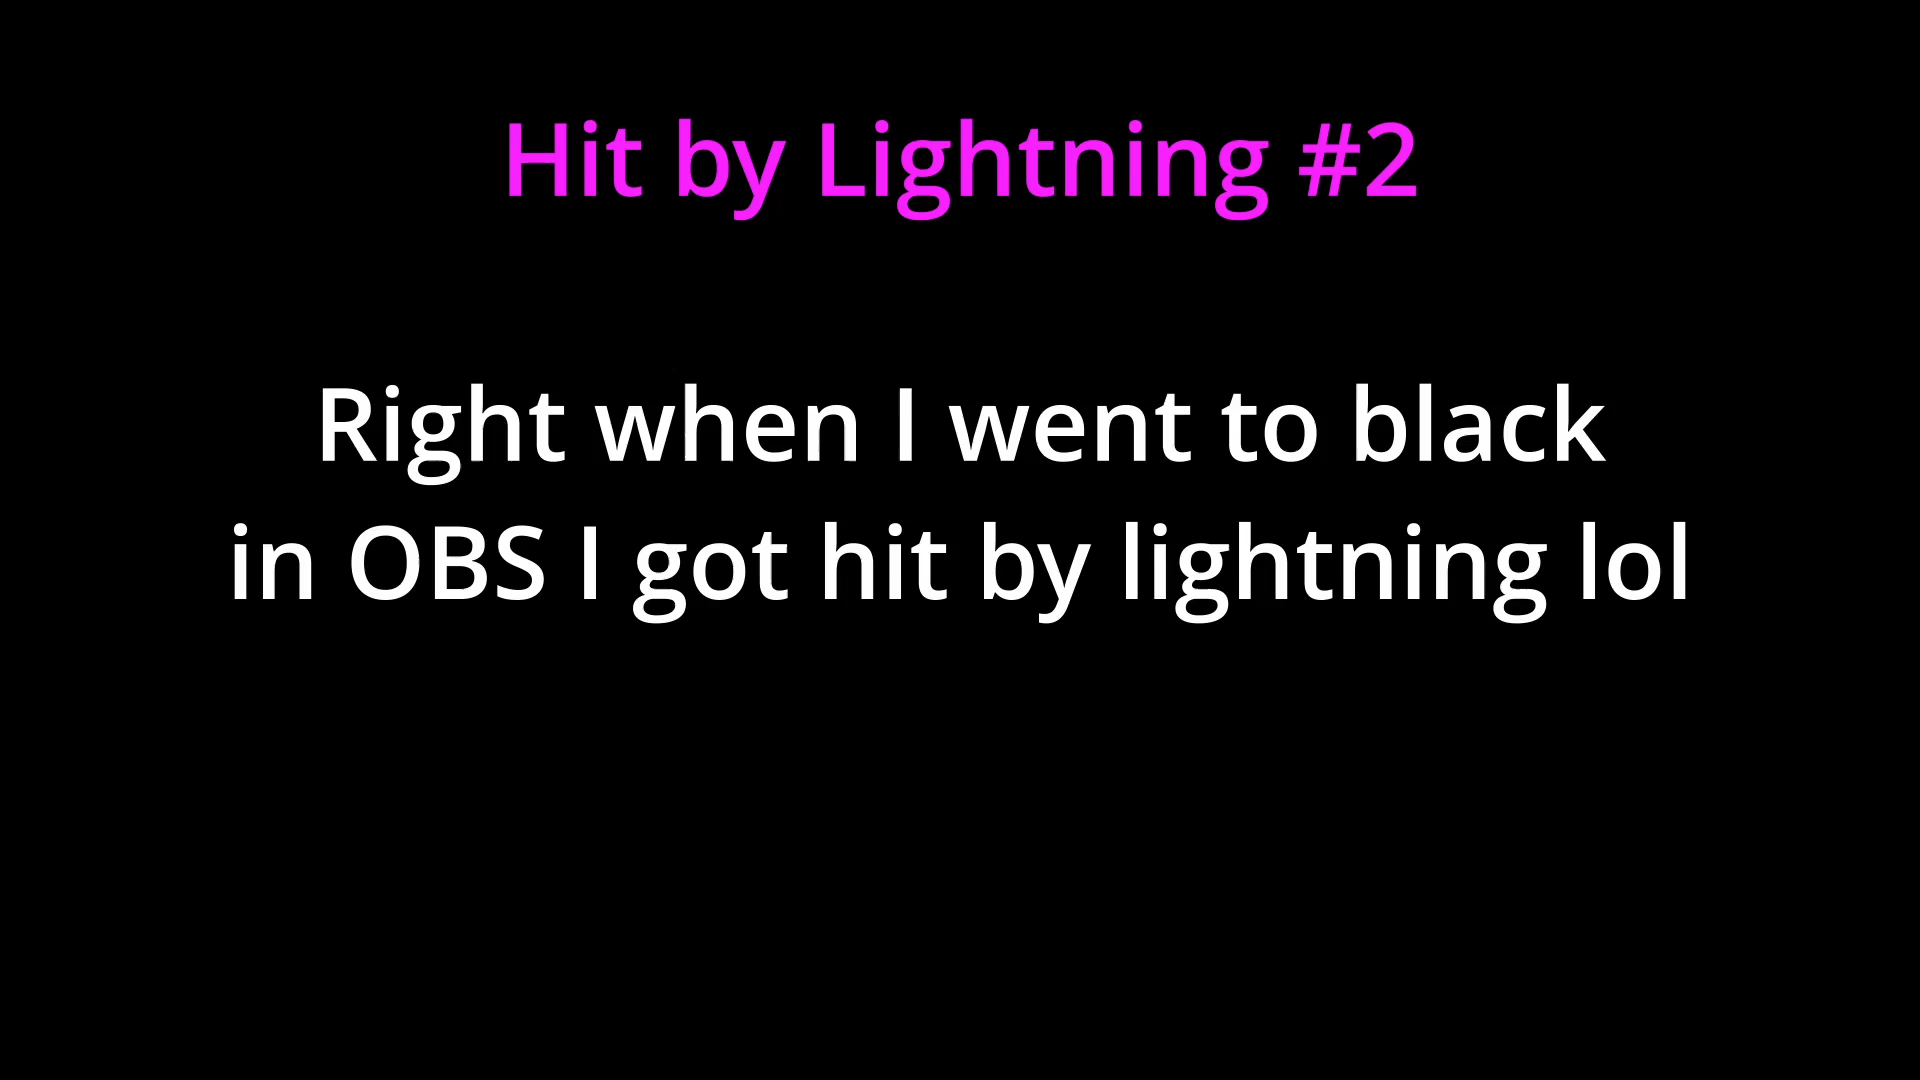 Hit by Lightning #2
Right when I went to black
in OBS I got hit by lightning lol